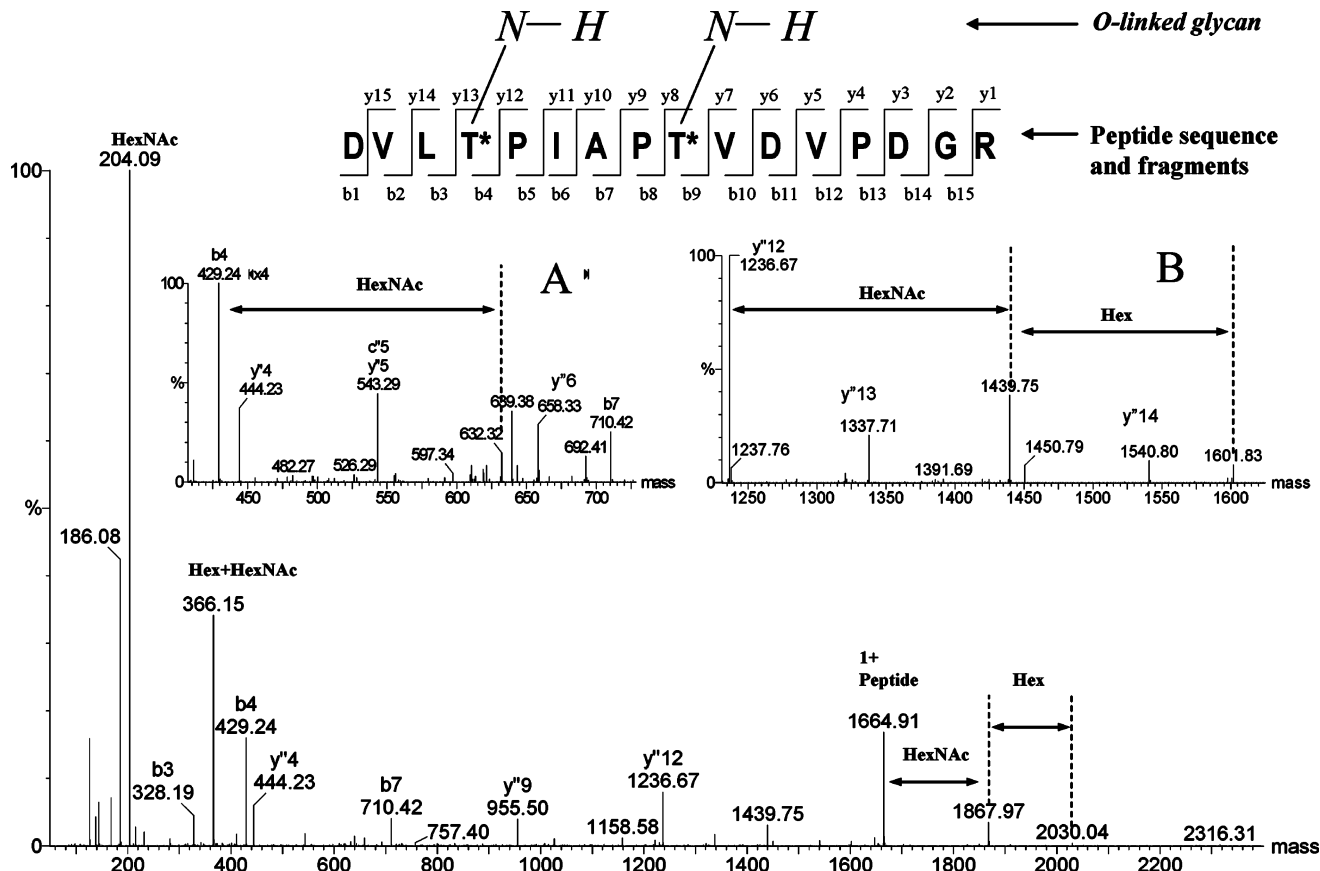 N— H N— H O-linked glycan
y15 y14 y13 y12 y11 y10 y9 y8 y7 y6 y5 y4 y3 y2 y1
D V L T* P I A P T* V D V P D G R
Peptide sequence
and fragments
b1 b2 b3 b4 b5 b6 b7 b8 b9 b10 b11 b12 b13 b14 b15
HexNAc
204.09
100
%
0
186.08
Hex+HexNAc
366.15
b3
328.19
b4
429.24
y"4
444.23
b7
710.42
757.40
y"9
955.50
1158.58
y"12
1236.67
1439.75
1+
Peptide
1664.91
HexNAc
1867.97
Hex
2030.04
2316.31
mass
200 400 600 800 1000 1200 1400 1600 1800 2000 2200
A
100
%
0
b4
429.24 x4
HexNAc
y"4
444.23
482.27
526.29
c"5
y"5
543.29
597.34
632.32
639.38
y"6
658.33
692.41
b7
710.42
450 500 550 600 650 700 mass
B
100
%
0
y"12
1236.67
1237.76
HexNAc
Hex
y"13
1337.71
1391.69
1439.75
1450.79
y"14
1540.80
1601.83
1250 1300 1350 1400 1450 1500 1550 1600 mass